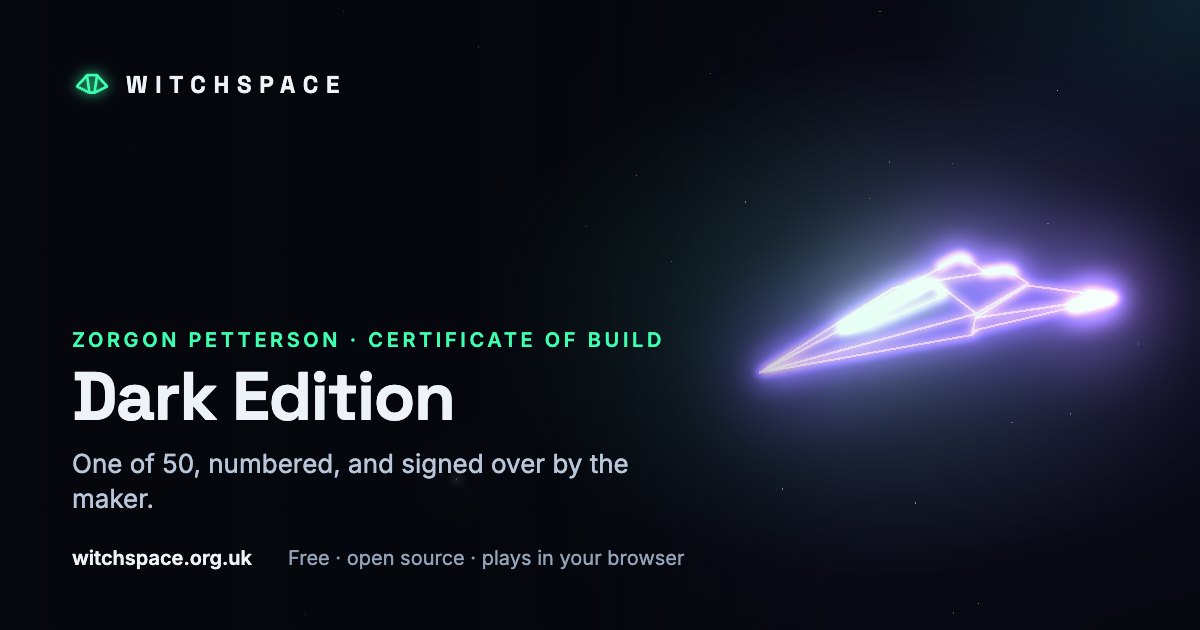 WITCHSPACE
ZORGON PETTERSON · CERTIFICATE OF BUILD
Dark Edition
One of 50, numbered, and signed over by the
maker.
witchspace.org.uk Free · open source · plays in your browser